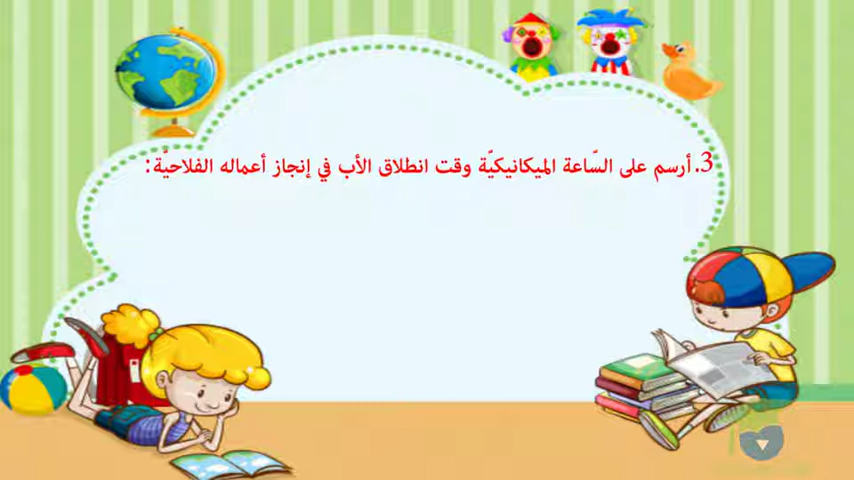 3.أرسم على السّاعة الميكانيكيّة وقت انطلاق الأب في إنجاز أعماله الفلاحيّة: